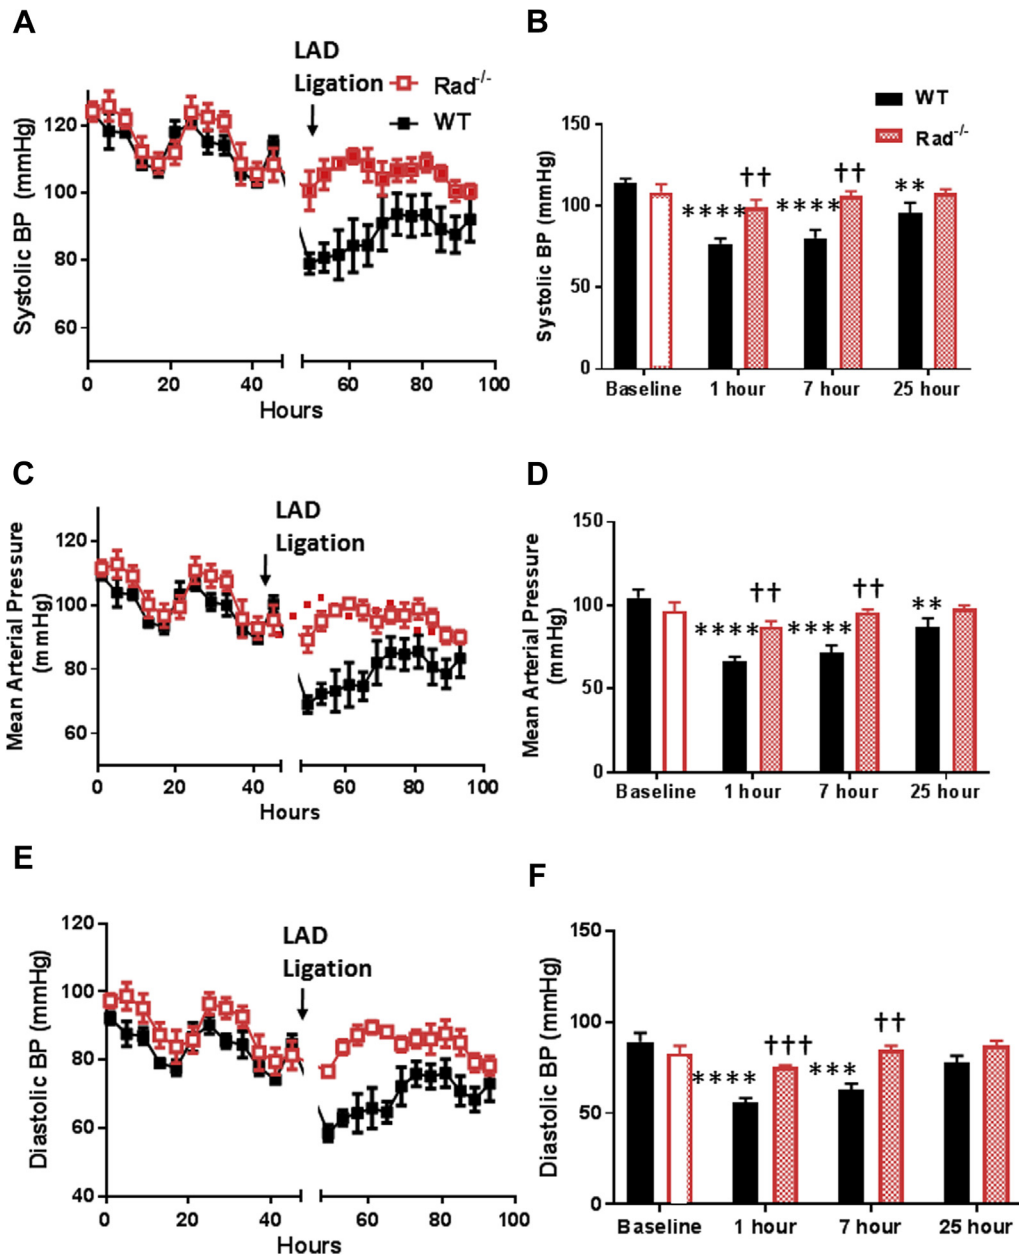 A
LAD
Ligation
Rad-/-
WT
120
100
80
60
Systolic BP (mmHg)
0 20 40 60 80 100
Hours
B
WT
Rad-/-
150
100
50
0
Systolic BP (mmHg)
†† ††
**** **** **
Baseline 1 hour 7 hour 25 hour
C
LAD
Ligation
120
100
80
60
Mean Arterial Pressure
(mmHg)
0 20 40 60 80 100
Hours
D
150
100
50
0
Mean Arterial Pressure
(mmHg)
†† ††
**** **** **
Baseline 1 hour 7 hour 25 hour
E
LAD
Ligation
120
100
80
60
40
Diastolic BP (mmHg)
0 20 40 60 80 100
Hours
F
150
100
50
0
Diastolic BP (mmHg)
††† ††
**** ***
Baseline 1 hour 7 hour 25 hour